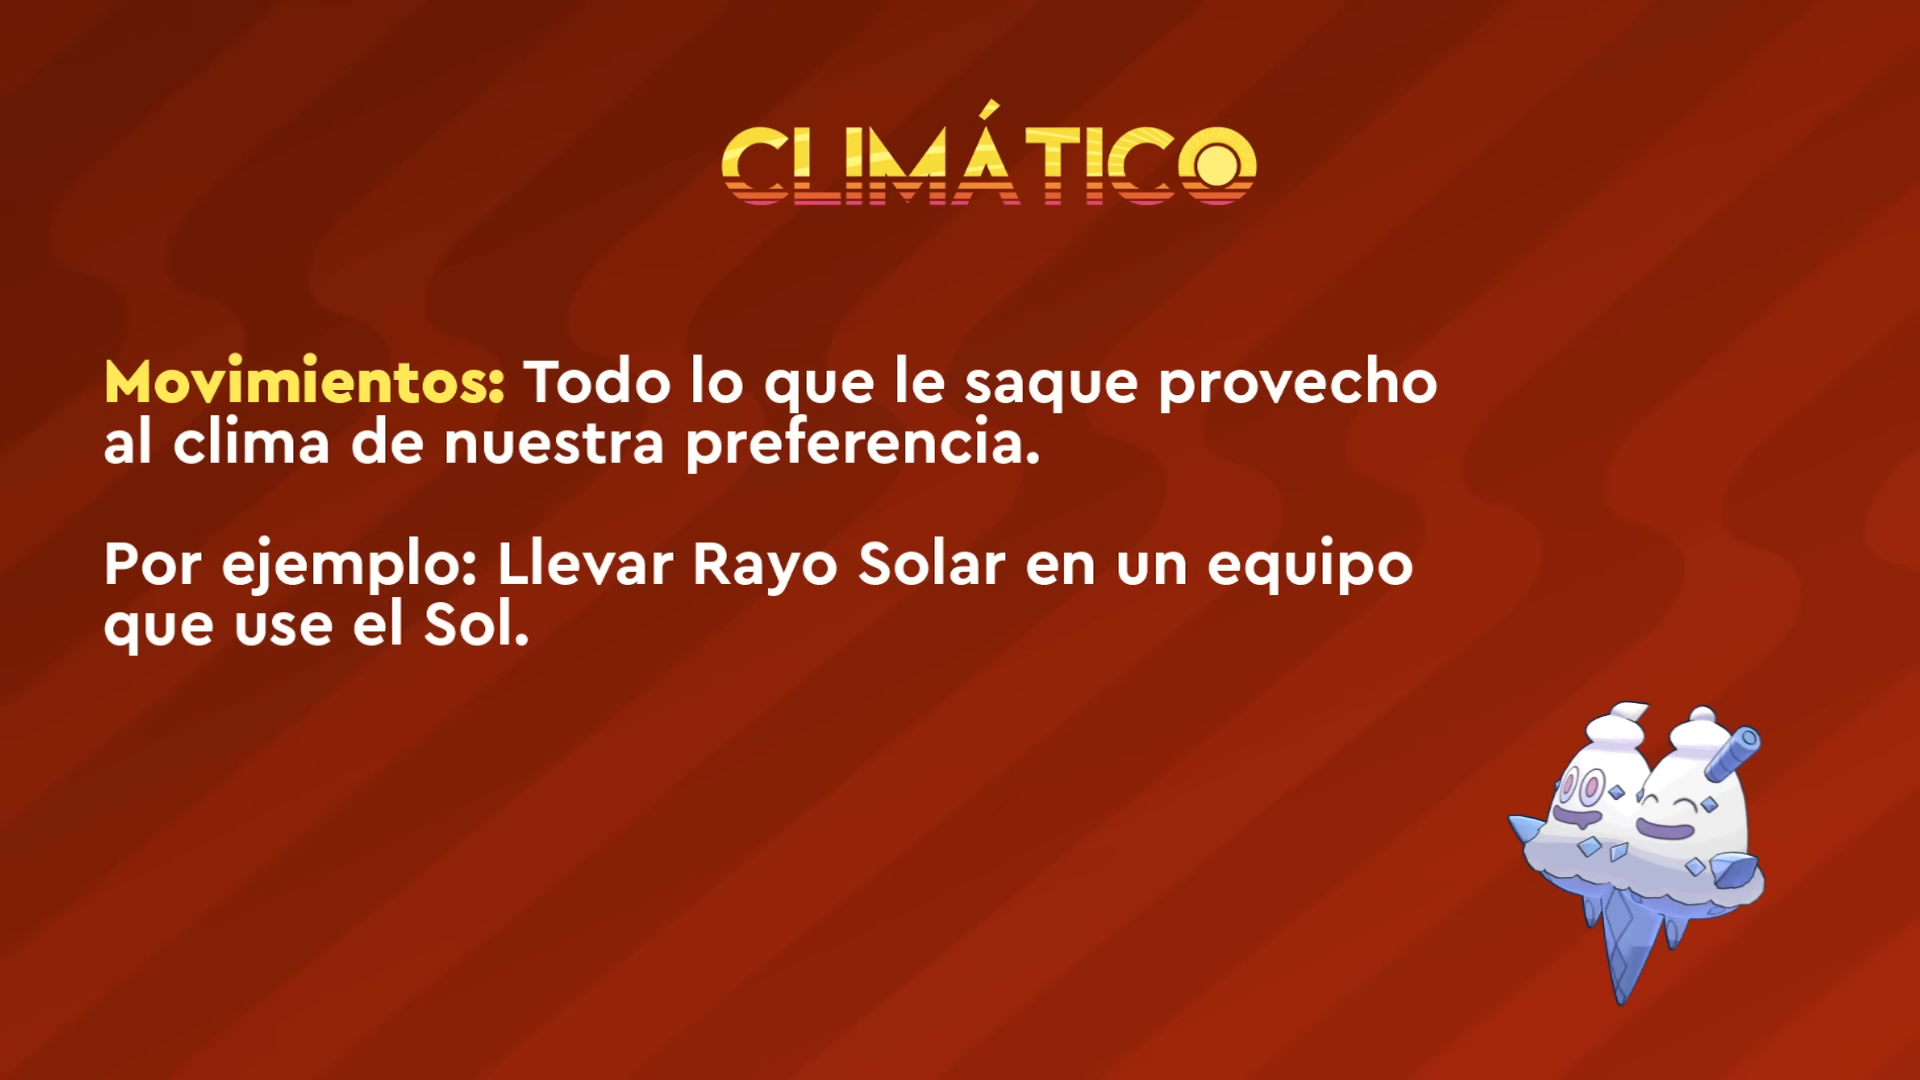 CLIMÁTICO
Movimientos: Todo lo que le saque provecho
al clima de nuestra preferencia.
Por ejemplo: Llevar Rayo Solar en un equipo
que use el Sol.